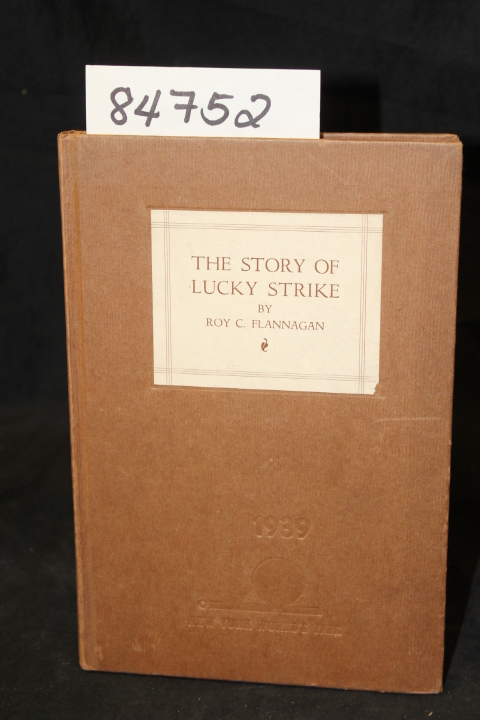 84752
THE STORY OF
LUCKY STRIKE
BY
ROY C. FLANNAGAN
1939
NEW YORK WORLD'S FAIR